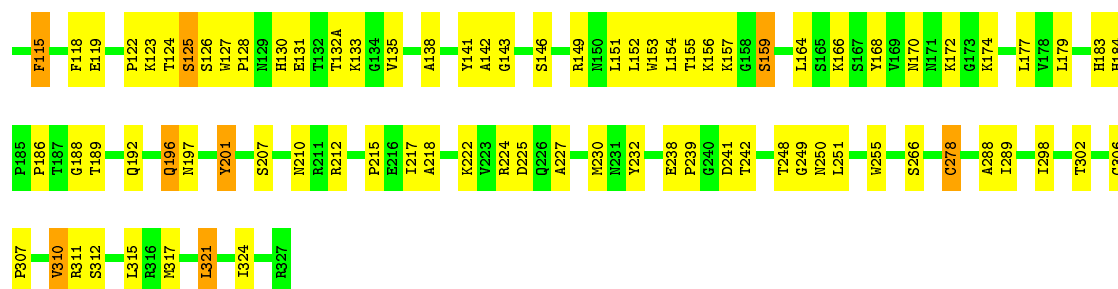 F115 F118 E119 P122 K123 T124 S125 S126 W127 P128 N129 H130 E131 T132 T132A K133 G134 V135 A138 Y141 A142 G143 S146 R149 N150 L151 L152 W153 L154 T155 K156 K157 G158 S159 L164 S165 K166 S167 Y168 V169 N170 N171 K172 G173 K174 L177 V178 L179 H183 H184
P185 P186 T187 G188 T189 Q192 Q196 N197 Y201 S207 N210 R211 R212 P215 E216 I217 A218 K222 V223 R224 D225 Q226 A227 M230 N231 Y232 E238 P239 G240 D241 T242 T248 G249 N250 L251 W255 S266 C278 A288 I289 I298 T302 C306
P307 V310 R311 S312 L315 R316 M317 L321 I324 R327